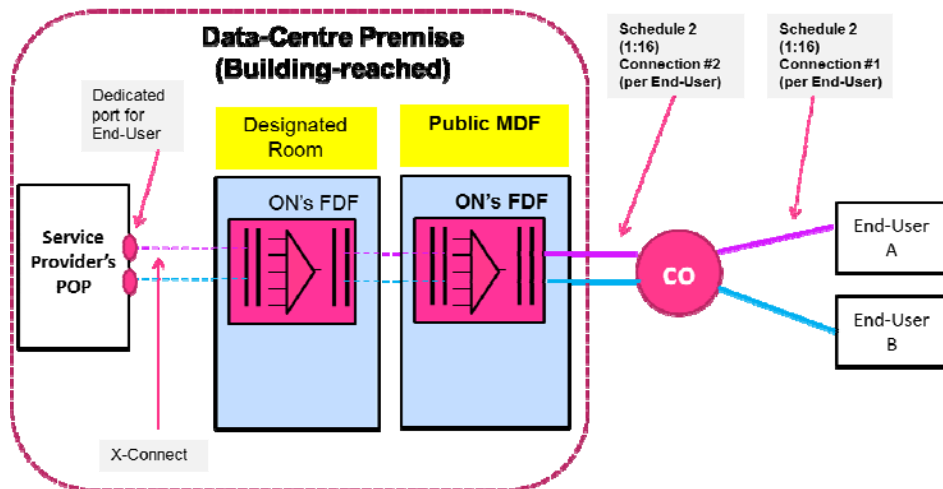 Data-Centre Premise
(Building-reached)
Schedule 2
(1:16)
Connection #2
(per End-User)
Schedule 2
(1:16)
Connection #1
(per End-User)
Dedicated
port for
End-User
Designated
Room
Public MDF
ON's FDF
ON's FDF
Service
Provider's
POP
CO
End-User
A
End-User
B
X-Connect